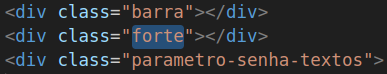 <div class="barra"></div>
<div class="forte"></div>
<div class="parametro-senha-textos">